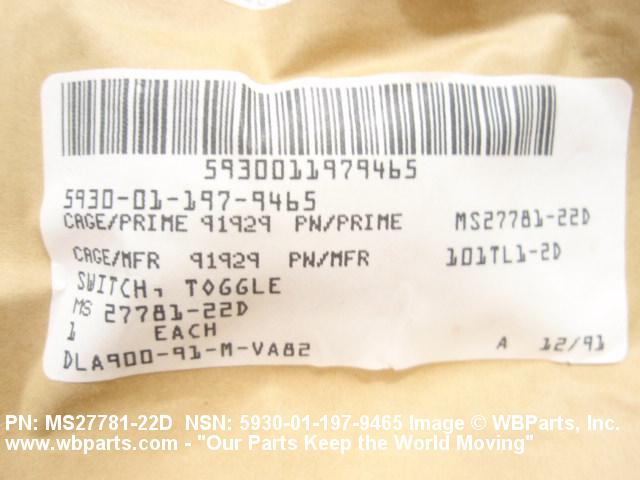 5930011979465
5930-01-197-9465
CAGE/PRIME 91929 PN/PRIME MS27781-22D
CAGE/MFR 91929 PN/MFR 101TL1-2D
SWITCH, TOGGLE
MS 27781-22D
1 EACH
DLA900-91-M-VA82 A 12/91
PN: MS27781-22D NSN: 5930-01-197-9465 Image © WBParts, Inc.
www.wbparts.com - "Our Parts Keep the World Moving"